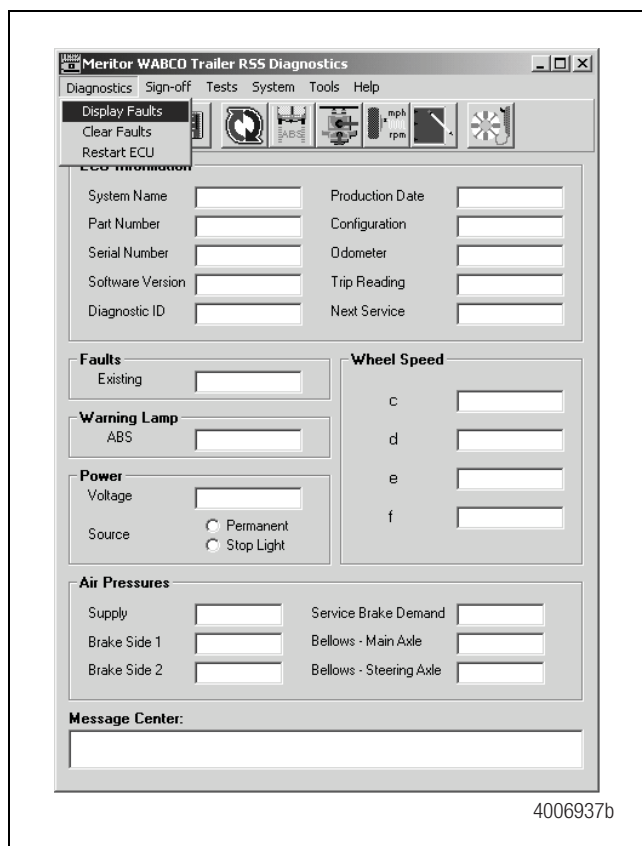 Meritor WABCO Trailer RSS Diagnostics
Diagnostics Sign-off Tests System Tools Help
Display Faults
Clear Faults
Restart ECU
ABS
mph
rpm
ECU Information
System Name Production Date
Part Number Configuration
Serial Number Odometer
Software Version Trip Reading
Diagnostic ID Next Service
Faults
Existing
Warning Lamp
ABS
Power
Voltage
Source Permanent
Stop Light
Wheel Speed
c
d
e
f
Air Pressures
Supply Service Brake Demand
Brake Side 1 Bellows - Main Axle
Brake Side 2 Bellows - Steering Axle
Message Center:
4006937b